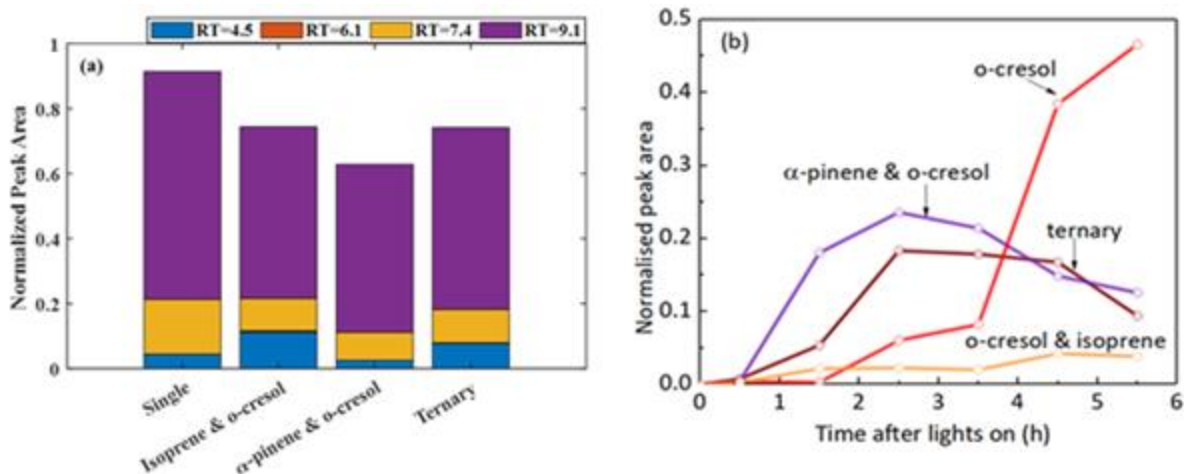 RT=4.5 RT=6.1 RT=7.4 RT=9.1
(a)
Normalized Peak Area
1
0.8
0.6
0.4
0.2
0
Single
Isoprene & o-cresol
α-pinene & o-cresol
Ternary
(b)
Normalised peak area
0.5
0.4
0.3
0.2
0.1
0.0
o-cresol
α-pinene & o-cresol
ternary
o-cresol & isoprene
0 1 2 3 4 5 6
Time after lights on (h)